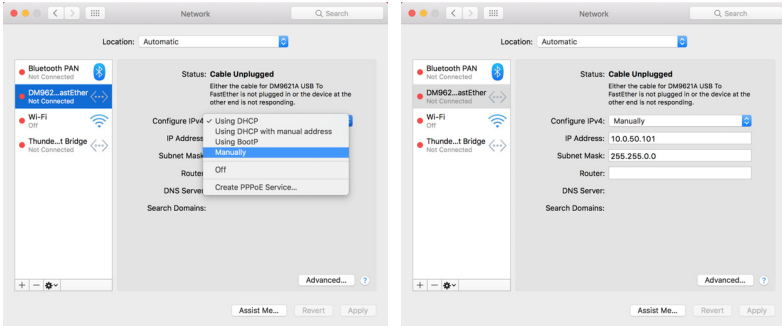 Network
Search
Location: Automatic
Bluetooth PAN
Not Connected
DM962...astEther
Not Connected
Wi-Fi
Off
Thunde...t Bridge
Not Connected
Status: Cable Unplugged
Either the cable for DM9621A USB To
FastEther is not plugged in or the device at the
other end is not responding.
Configure IPv4
✓ Using DHCP
Using DHCP with manual address
Using BootP
Manually
Off
Create PPPoE Service...
IP Address
Subnet Mask
Router
DNS Server
Search Domains:
Advanced... ?
+ −
Assist Me... Revert Apply
Network
Search
Location: Automatic
Bluetooth PAN
Not Connected
DM962...astEther
Not Connected
Wi-Fi
Off
Thunde...t Bridge
Not Connected
Status: Cable Unplugged
Either the cable for DM9621A USB To
FastEther is not plugged in or the device at the
other end is not responding.
Configure IPv4: Manually
IP Address: 10.0.50.101
Subnet Mask: 255.255.0.0
Router:
DNS Server:
Search Domains:
Advanced... ?
+ −
Assist Me... Revert Apply